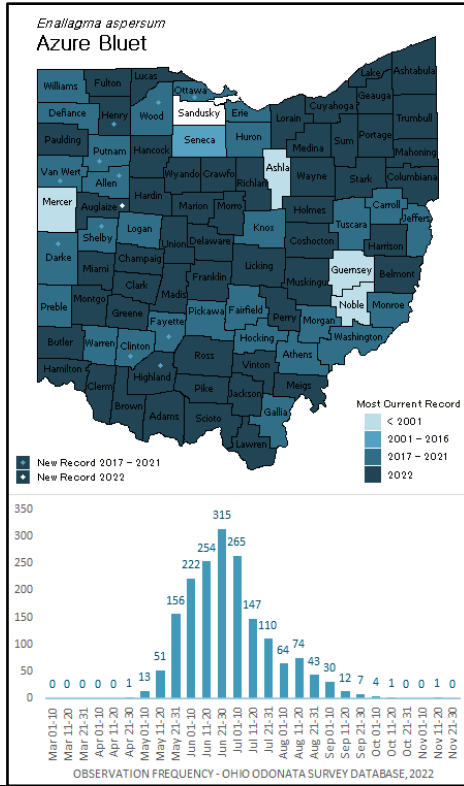 Enallagma aspersum
Azure Bluet
Williams
Fulton
Lucas
Ottawa
Lake
Ashtabula
Defiance
Henry
Wood
Sandusky
Erie
Lorain
Cuyahoga
Geauga
Trumbull
Paulding
Putnam
Hancock
Seneca
Huron
Medina
Sum
Portage
Mahoning
Van Wert
Allen
Wyando
Crawfo
Richlan
Ashla
Wayne
Stark
Columbiana
Mercer
Auglaize
Hardin
Marion
Morro
Holmes
Carroll
Tuscara
Jeffers
Shelby
Logan
Union
Delaware
Knox
Coshocton
Harrison
Darke
Miami
Champaig
Clark
Franklin
Licking
Muskingu
Guernsey
Belmont
Preble
Montgo
Greene
Madis
Pickawa
Fairfield
Perry
Noble
Monroe
Morgan
Butler
Warren
Clinton
Fayette
Hocking
Athens
Washington
Hamilton
Clerm
Highland
Ross
Vinton
Meigs
Brown
Adams
Pike
Jackson
Scioto
Gallia
Lawren
New Record 2017 – 2021
New Record 2022
Most Current Record
< 2001
2001 – 2016
2017 – 2021
2022
350
300
250
200
150
100
50
0
0 0 0 0 0 1 13 51 156 222 254 315 265 147 110 64 74 43 30 12 7 4 1 0 0 1 0
Mar 01-10
Mar 11-20
Mar 21-31
Apr 01-10
Apr 11-20
Apr 21-30
May 01-10
May 11-20
May 21-31
Jun 01-10
Jun 11-20
Jun 21-30
Jul 01-10
Jul 11-20
Jul 21-31
Aug 01-10
Aug 11-20
Aug 21-31
Sep 01-10
Sep 11-20
Sep 21-30
Oct 01-10
Oct 11-20
Oct 21-31
Nov 01-10
Nov 11-20
Nov 21-30
OBSERVATION FREQUENCY - OHIO ODONATA SURVEY DATABASE, 2022